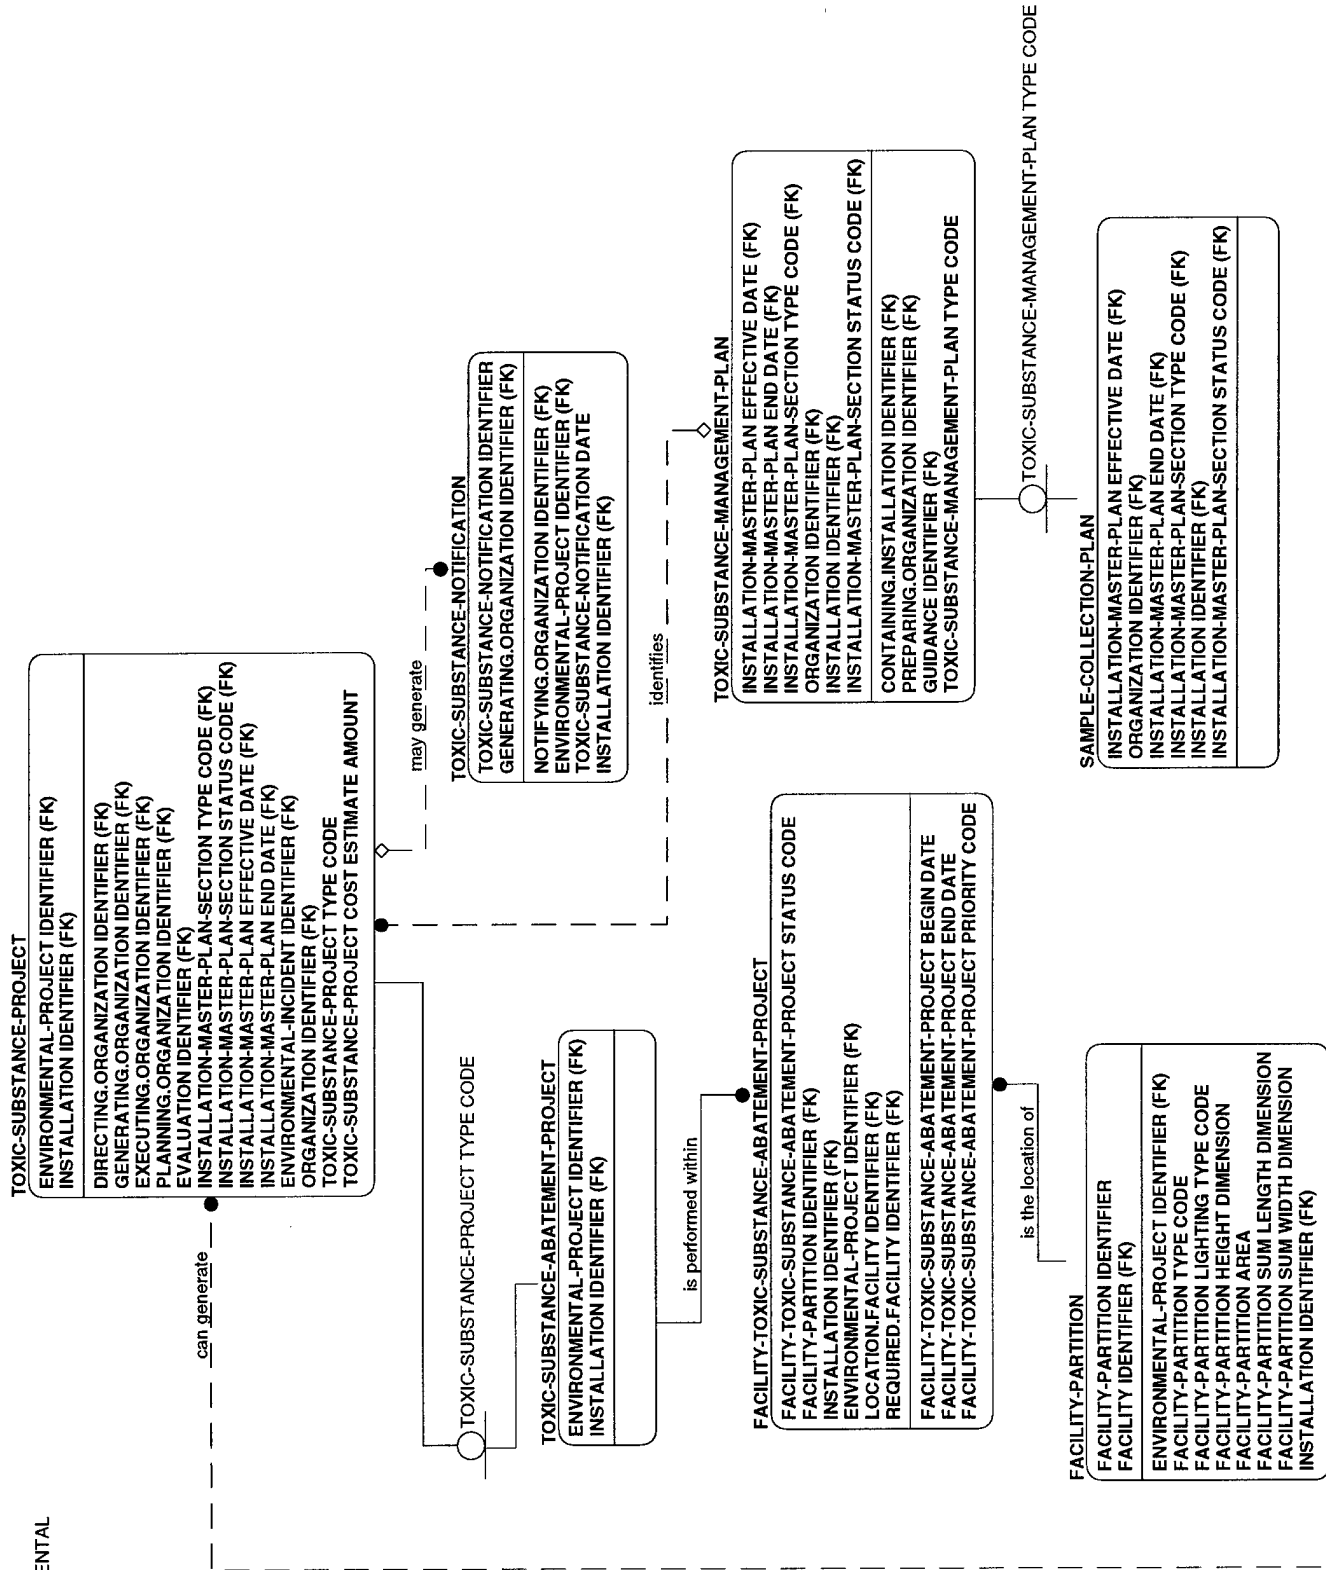 ENTAL
can generate
TOXIC-SUBSTANCE-PROJECT
ENVIRONMENTAL-PROJECT IDENTIFIER (FK)
INSTALLATION IDENTIFIER (FK)
DIRECTING.ORGANIZATION IDENTIFIER (FK)
GENERATING.ORGANIZATION IDENTIFIER (FK)
EXECUTING.ORGANIZATION IDENTIFIER (FK)
PLANNING.ORGANIZATION IDENTIFIER (FK)
EVALUATION IDENTIFIER (FK)
INSTALLATION-MASTER-PLAN-SECTION TYPE CODE (FK)
INSTALLATION-MASTER-PLAN-SECTION STATUS CODE (FK)
INSTALLATION-MASTER-PLAN EFFECTIVE DATE (FK)
INSTALLATION-MASTER-PLAN END DATE (FK)
ENVIRONMENTAL-INCIDENT IDENTIFIER (FK)
ORGANIZATION IDENTIFIER (FK)
TOXIC-SUBSTANCE-PROJECT TYPE CODE
TOXIC-SUBSTANCE-PROJECT COST ESTIMATE AMOUNT
may generate
TOXIC-SUBSTANCE-NOTIFICATION
TOXIC-SUBSTANCE-NOTIFICATION IDENTIFIER
GENERATING.ORGANIZATION IDENTIFIER (FK)
NOTIFYING.ORGANIZATION IDENTIFIER (FK)
ENVIRONMENTAL-PROJECT IDENTIFIER (FK)
TOXIC-SUBSTANCE-NOTIFICATION DATE
INSTALLATION IDENTIFIER (FK)
identifies
TOXIC-SUBSTANCE-PROJECT TYPE CODE
TOXIC-SUBSTANCE-ABATEMENT-PROJECT
ENVIRONMENTAL-PROJECT IDENTIFIER (FK)
INSTALLATION IDENTIFIER (FK)
is performed within
TOXIC-SUBSTANCE-MANAGEMENT-PLAN
INSTALLATION-MASTER-PLAN EFFECTIVE DATE (FK)
INSTALLATION-MASTER-PLAN END DATE (FK)
INSTALLATION-MASTER-PLAN-SECTION TYPE CODE (FK)
ORGANIZATION IDENTIFIER (FK)
INSTALLATION IDENTIFIER (FK)
INSTALLATION-MASTER-PLAN-SECTION STATUS CODE (FK)
CONTAINING.INSTALLATION IDENTIFIER (FK)
PREPARING.ORGANIZATION IDENTIFIER (FK)
GUIDANCE IDENTIFIER (FK)
TOXIC-SUBSTANCE-MANAGEMENT-PLAN TYPE CODE
FACILITY-TOXIC-SUBSTANCE-ABATEMENT-PROJECT
FACILITY-TOXIC-SUBSTANCE-ABATEMENT-PROJECT STATUS CODE
FACILITY-PARTITION IDENTIFIER (FK)
INSTALLATION IDENTIFIER (FK)
ENVIRONMENTAL-PROJECT IDENTIFIER (FK)
LOCATION.FACILITY IDENTIFIER (FK)
REQUIRED.FACILITY IDENTIFIER (FK)
FACILITY-TOXIC-SUBSTANCE-ABATEMENT-PROJECT BEGIN DATE
FACILITY-TOXIC-SUBSTANCE-ABATEMENT-PROJECT END DATE
FACILITY-TOXIC-SUBSTANCE-ABATEMENT-PROJECT PRIORITY CODE
is the location of
TOXIC-SUBSTANCE-MANAGEMENT-PLAN TYPE CODE
FACILITY-PARTITION
FACILITY-PARTITION IDENTIFIER
FACILITY IDENTIFIER (FK)
ENVIRONMENTAL-PROJECT IDENTIFIER (FK)
FACILITY-PARTITION TYPE CODE
FACILITY-PARTITION LIGHTING TYPE CODE
FACILITY-PARTITION HEIGHT DIMENSION
FACILITY-PARTITION AREA
FACILITY-PARTITION SUM LENGTH DIMENSION
FACILITY-PARTITION SUM WIDTH DIMENSION
INSTALLATION IDENTIFIER (FK)
SAMPLE-COLLECTION-PLAN
INSTALLATION-MASTER-PLAN EFFECTIVE DATE (FK)
ORGANIZATION IDENTIFIER (FK)
INSTALLATION-MASTER-PLAN END DATE (FK)
INSTALLATION-MASTER-PLAN-SECTION TYPE CODE (FK)
INSTALLATION IDENTIFIER (FK)
INSTALLATION-MASTER-PLAN-SECTION STATUS CODE (FK)